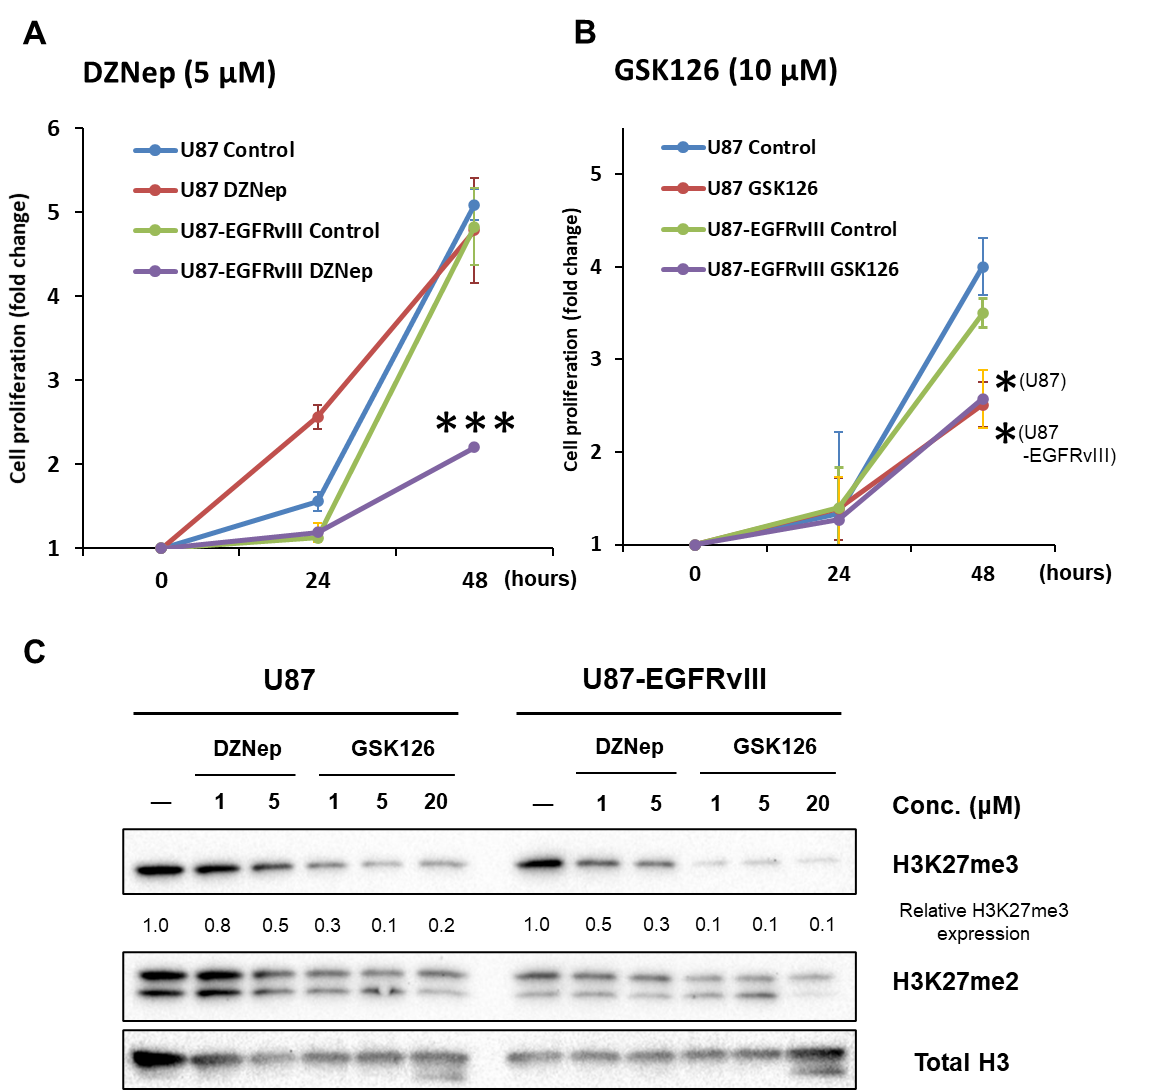 A
DZNep (5 µM)
6
5
4
3
2
1
Cell proliferation (fold change)
U87 Control
U87 DZNep
U87-EGFRvIII Control
U87-EGFRvIII DZNep
***
0 24 48 (hours)
B
GSK126 (10 µM)
5
4
3
2
1
Cell proliferation (fold change)
U87 Control
U87 GSK126
U87-EGFRvIII Control
U87-EGFRvIII GSK126
* (U87)
* (U87
-EGFRvIII)
0 24 48 (hours)
C
U87 U87-EGFRvIII
DZNep GSK126 DZNep GSK126
— 1 5 1 5 20 — 1 5 1 5 20 Conc. (µM)
H3K27me3
1.0 0.8 0.5 0.3 0.1 0.2 1.0 0.5 0.3 0.1 0.1 0.1 Relative H3K27me3
expression
H3K27me2
Total H3